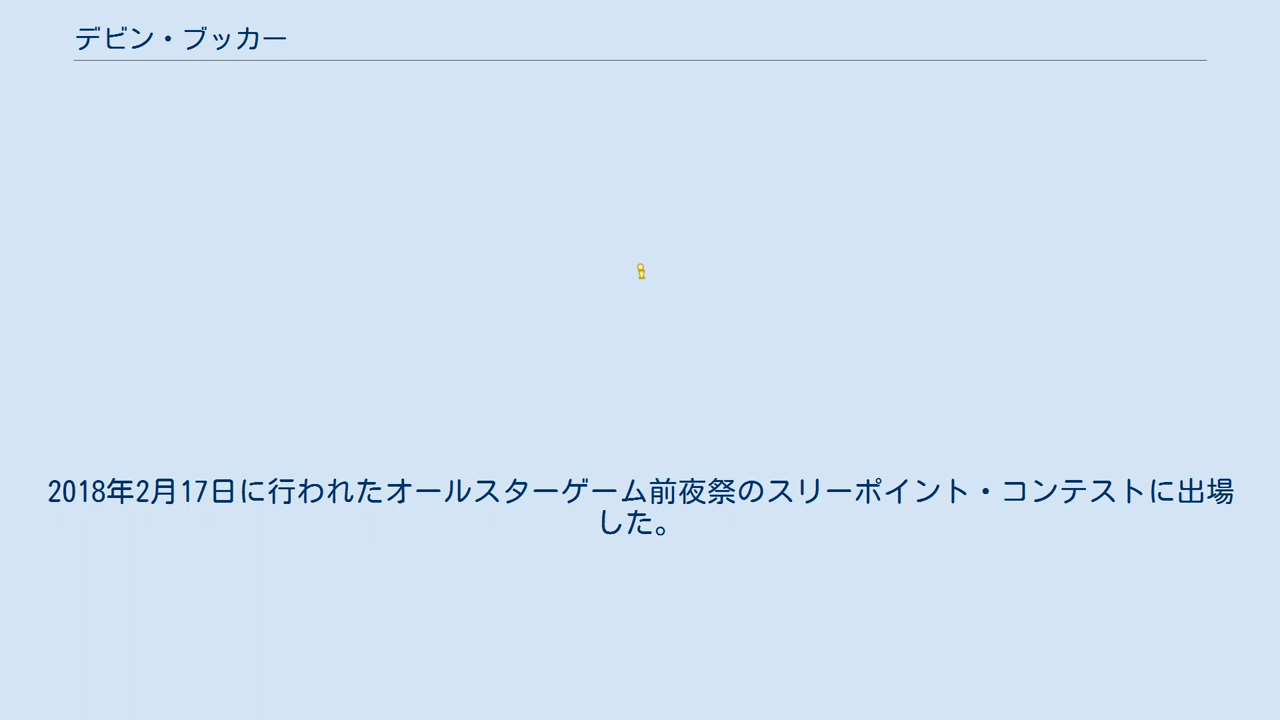 デビン・ブッカー
2018年2月17日に行われたオールスターゲーム前夜祭のスリーポイント・コンテストに出場
した。